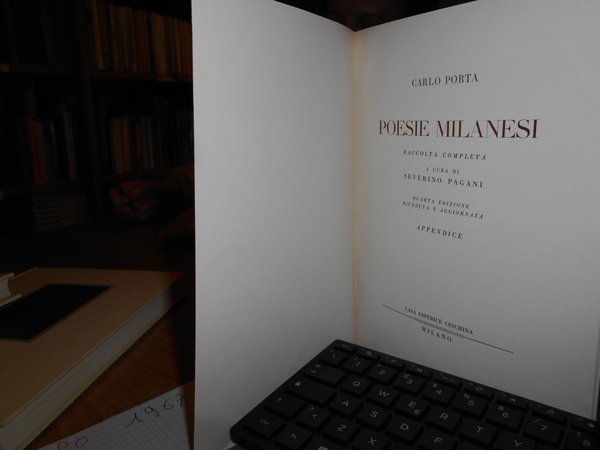 CARLO PORTA
POESIE MILANESI
RACCOLTA COMPLETA
A CURA DI
SEVERINO PAGANI
QUARTA EDIZIONE
RIVEDUTA E AGGIORNATA
APPENDICE
CASA EDITRICE CESCHINA
MILANO
1967
Q W E R T
A S D F